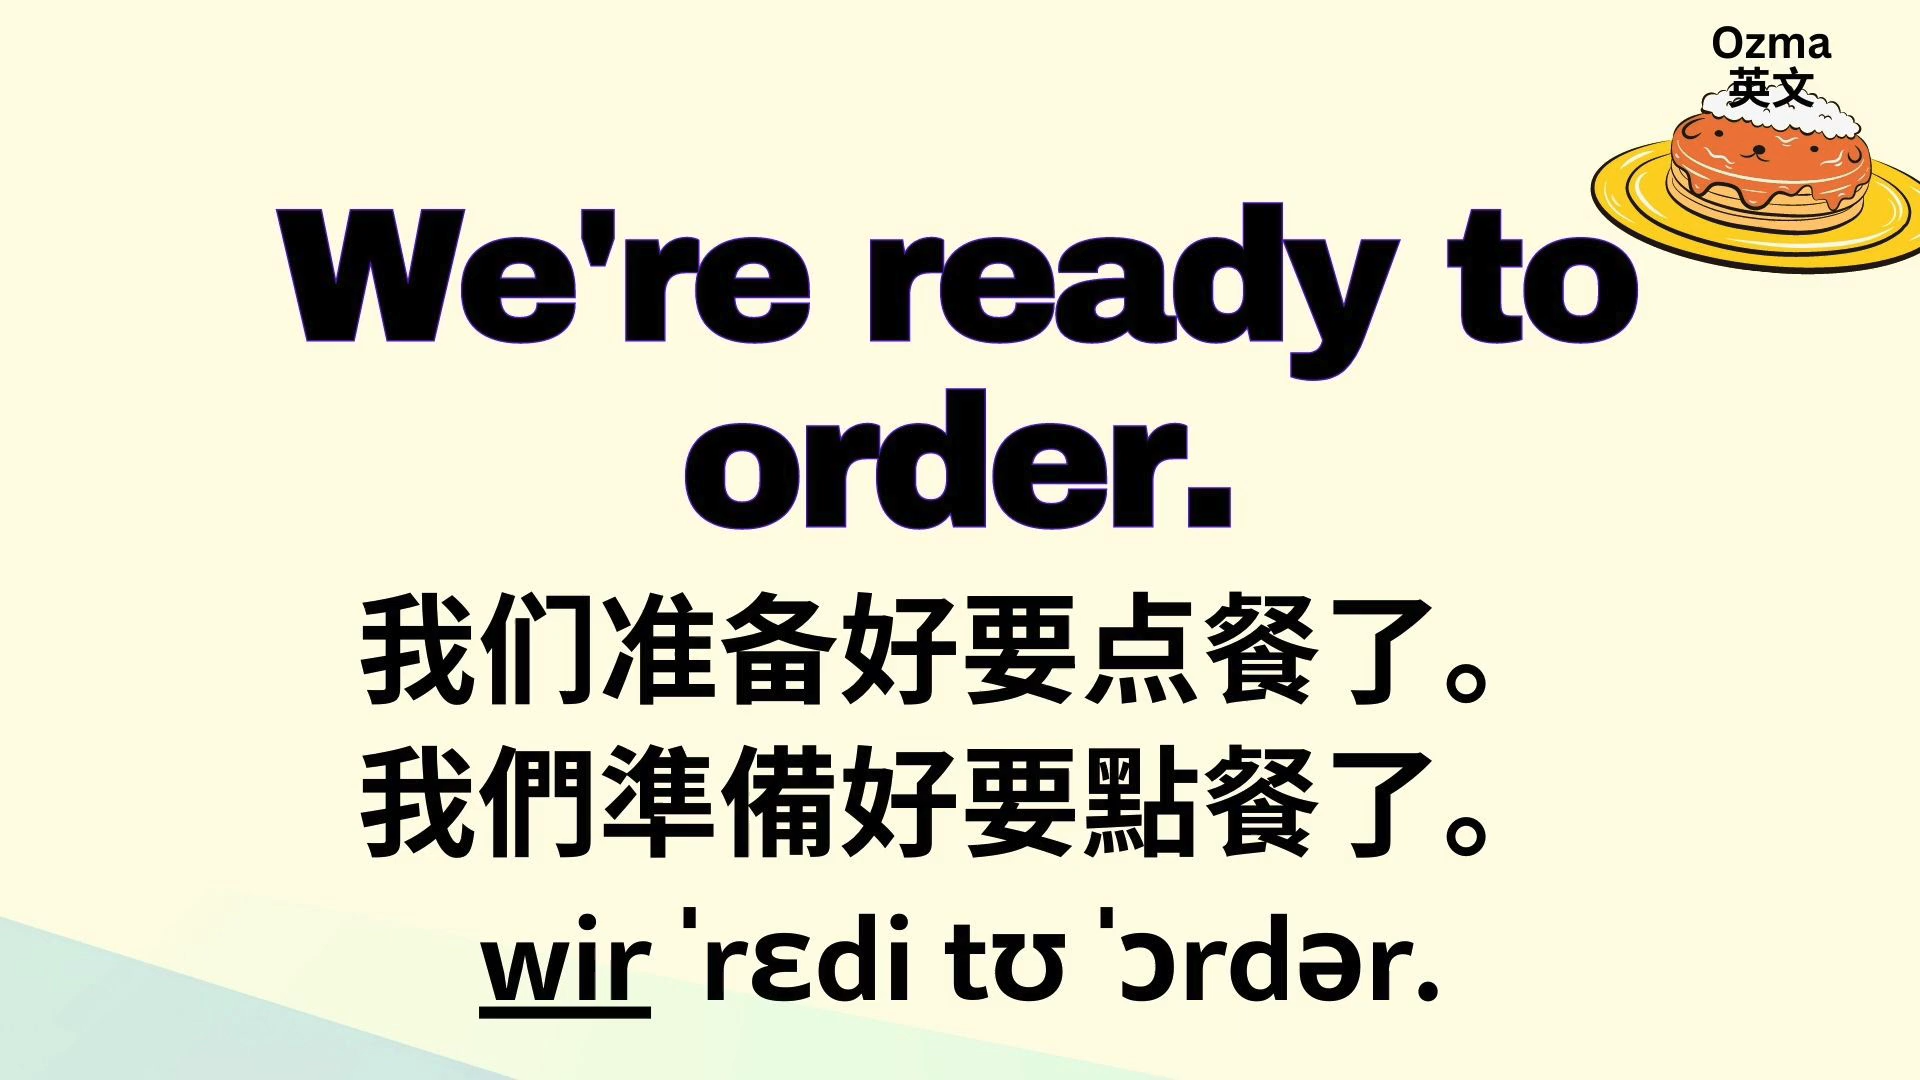 Ozma
英文
We're ready to
order.
我们准备好要点餐了。
我們準備好要點餐了。
wir ˈrɛdi tʊ ˈɔrdər.